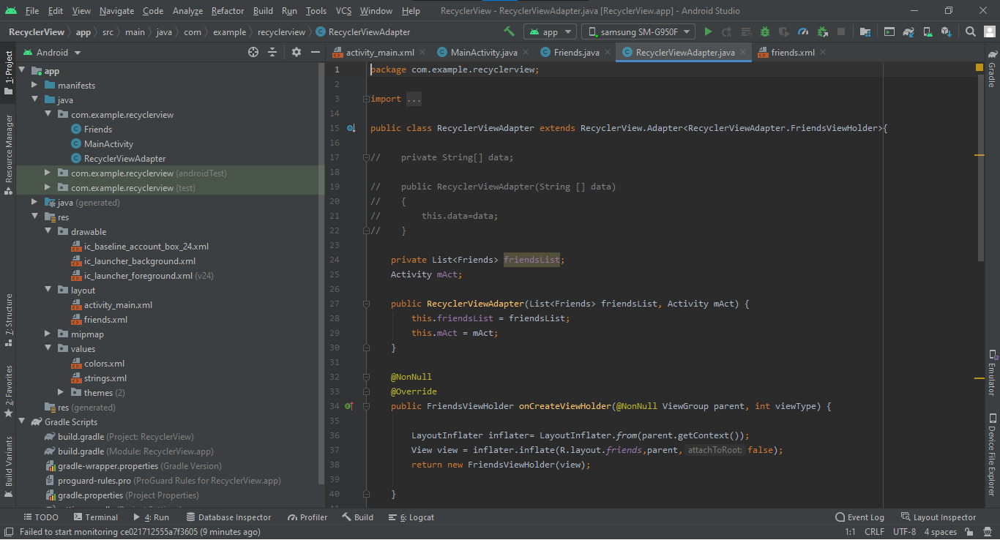 File Edit View Navigate Code Analyze Refactor Build Run Tools VCS Window Help RecyclerView - RecyclerViewAdapter.java [RecyclerView.app] - Android Studio
RecyclerView app src main java com example recyclerview RecyclerViewAdapter app samsung SM-G950F
Android activity_main.xml MainActivity.java Friends.java RecyclerViewAdapter.java friends.xml
1: Project
Resource Manager
7: Structure
2: Favorites
Build Variants
app
manifests
java
com.example.recyclerview
Friends
MainActivity
RecyclerViewAdapter
com.example.recyclerview (androidTest)
com.example.recyclerview (test)
java (generated)
res
drawable
ic_baseline_account_box_24.xml
ic_launcher_background.xml
ic_launcher_foreground.xml (v24)
layout
activity_main.xml
friends.xml
mipmap
values
colors.xml
strings.xml
themes (2)
res (generated)
Gradle Scripts
build.gradle (Project: RecyclerView)
build.gradle (Module: RecyclerView.app)
gradle-wrapper.properties (Gradle Version)
proguard-rules.pro (ProGuard Rules for RecyclerView.app)
gradle.properties (Project Properties)
1 package com.example.recyclerview;
2
3 import ...
14
15 public class RecyclerViewAdapter extends RecyclerView.Adapter<RecyclerViewAdapter.FriendsViewHolder>{
16
17 // private String[] data;
18
19 // public RecyclerViewAdapter(String [] data)
20 // {
21 // this.data=data;
22 // }
23
24 private List<Friends> friendsList;
25 Activity mAct;
26
27 public RecyclerViewAdapter(List<Friends> friendsList, Activity mAct) {
28 this.friendsList = friendsList;
29 this.mAct = mAct;
30 }
31
32 @NonNull
33 @Override
34 public FriendsViewHolder onCreateViewHolder(@NonNull ViewGroup parent, int viewType) {
35
36 LayoutInflater inflater= LayoutInflater.from(parent.getContext());
37 View view = inflater.inflate(R.layout.friends,parent, attachToRoot: false);
38 return new FriendsViewHolder(view);
39
40 }
Gradle
Emulator
Device File Explorer
TODO Terminal 4: Run Database Inspector Profiler Build 6: Logcat Event Log Layout Inspector
Failed to start monitoring ce021712555a7f3605 (9 minutes ago) 1:1 CRLF UTF-8 4 spaces